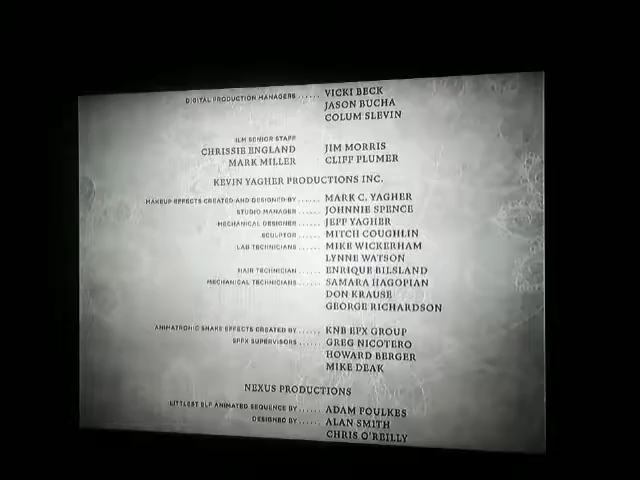 DIGITAL PRODUCTION MANAGERS ...... VICKI BECK
JASON BUCHA
COLUM SLEVIN
ILM SENIOR STAFF
CHRISSIE ENGLAND JIM MORRIS
MARK MILLER CLIFF PLUMER
KEVIN YAGHER PRODUCTIONS INC.
MAKEUP EFFECTS CREATED AND DESIGNED BY ...... MARK C. YAGHER
STUDIO MANAGER ...... JOHNNIE SPENCE
MECHANICAL DESIGNER ...... JEFF YAGHER
SCULPTOR ...... MITCH COUGHLIN
LAB TECHNICIANS ...... MIKE WICKERHAM
LYNNE WATSON
HAIR TECHNICIAN ...... ENRIQUE BILSLAND
MECHANICAL TECHNICIANS ...... SAMARA HAGOPIAN
DON KRAUSE
GEORGE RICHARDSON
ANIMATRONIC SNAKE EFFECTS CREATED BY ...... KNB EFX GROUP
SPFX SUPERVISORS ...... GREG NICOTERO
HOWARD BERGER
MIKE DEAK
NEXUS PRODUCTIONS
LITTLEST ELF ANIMATED SEQUENCE BY ...... ADAM FOULKES
DESIGNED BY ...... ALAN SMITH
CHRIS O'REILLY